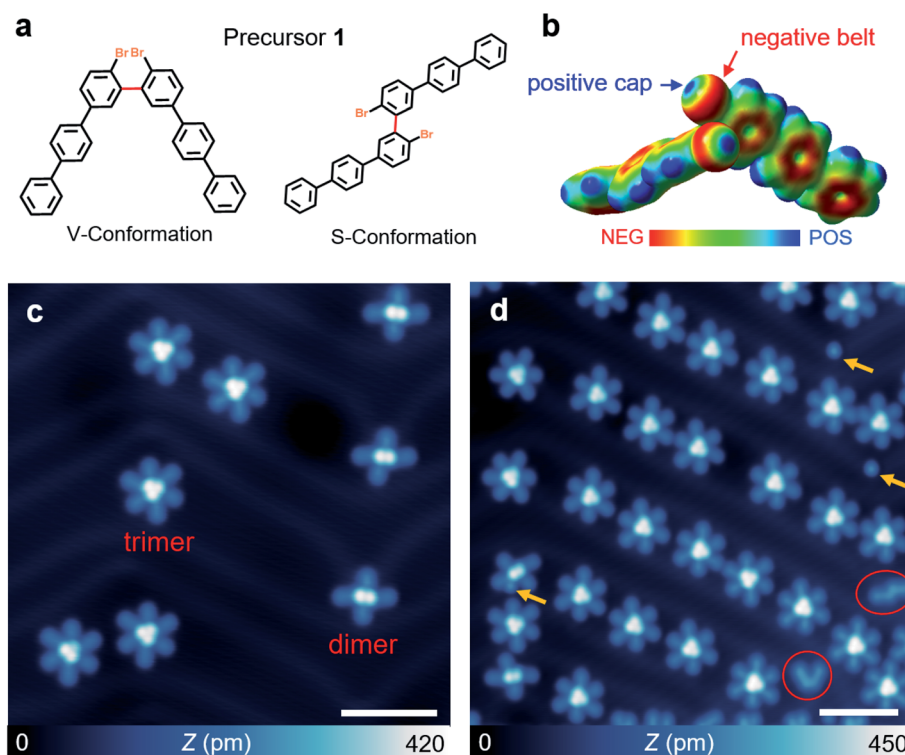 a
Precursor 1
b
Br Br
Br
Br
V-Conformation
S-Conformation
negative belt
positive cap
NEG
POS
c
trimer
dimer
0
Z (pm)
420
d
0
Z (pm)
450